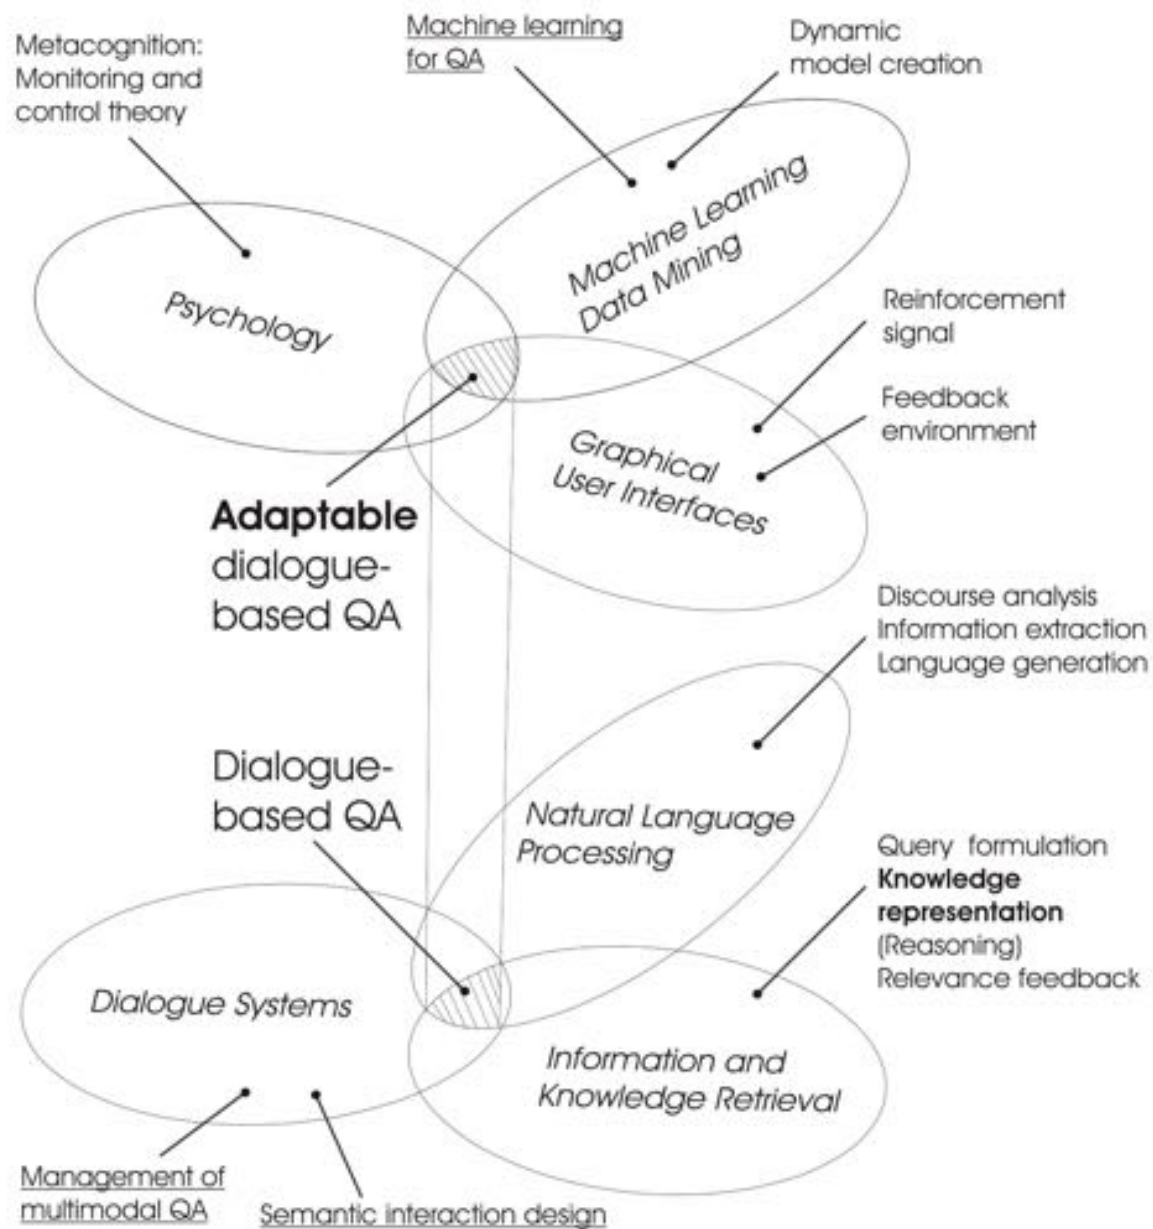 Metacognition:
Monitoring and
control theory
Machine learning
for QA
Dynamic
model creation
Machine Learning
Data Mining
Psychology
Reinforcement
signal
Feedback
environment
Graphical
User Interfaces
Adaptable
dialogue-
based QA
Discourse analysis
Information extraction
Language generation
Dialogue-
based QA
Natural Language
Processing
Query formulation
Knowledge
representation
(Reasoning)
Relevance feedback
Dialogue Systems
Information and
Knowledge Retrieval
Management of
multimodal QA
Semantic interaction design